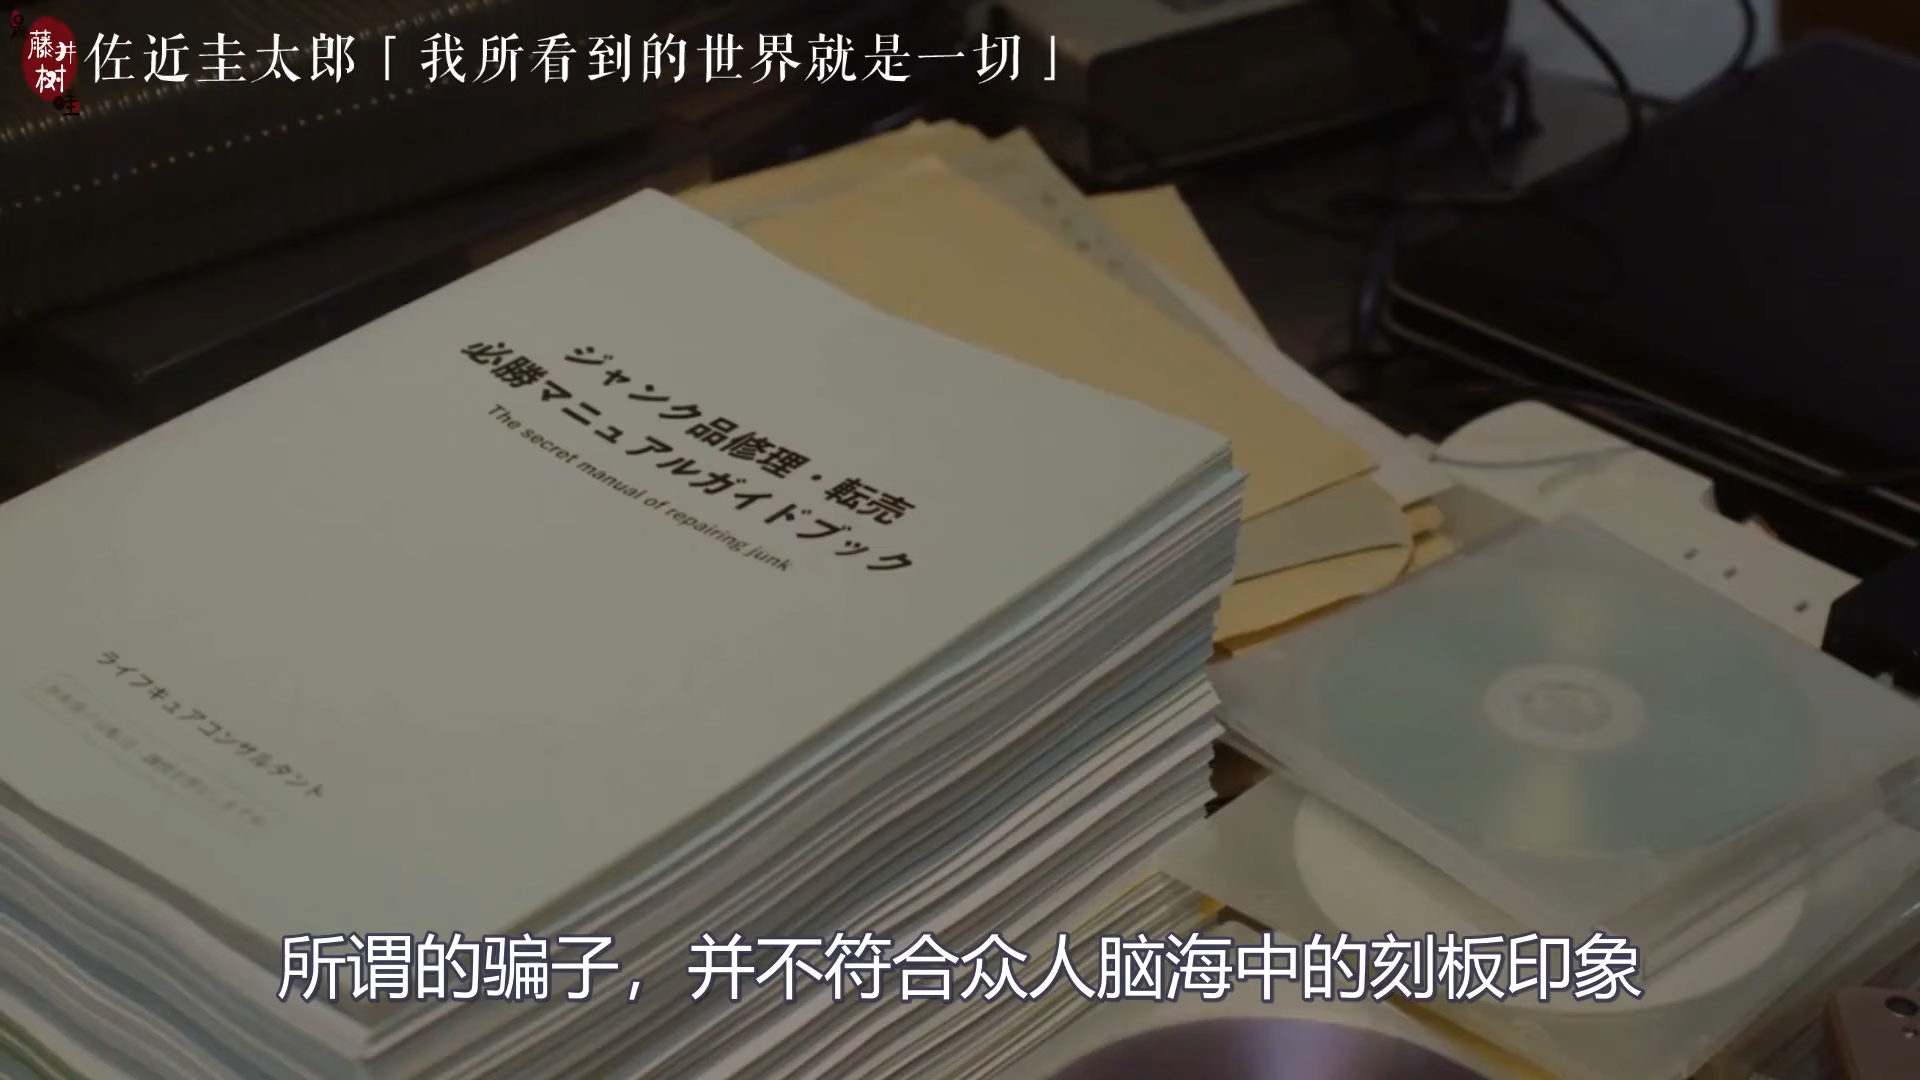 藤井树
佐近圭太郎「我所看到的世界就是一切」
ジャンク品修理・転売
必勝マニュアルガイドブック
The secret manual of repairing junk
ライフキュアコンサルタント
所谓的骗子，并不符合众人脑海中的刻板印象